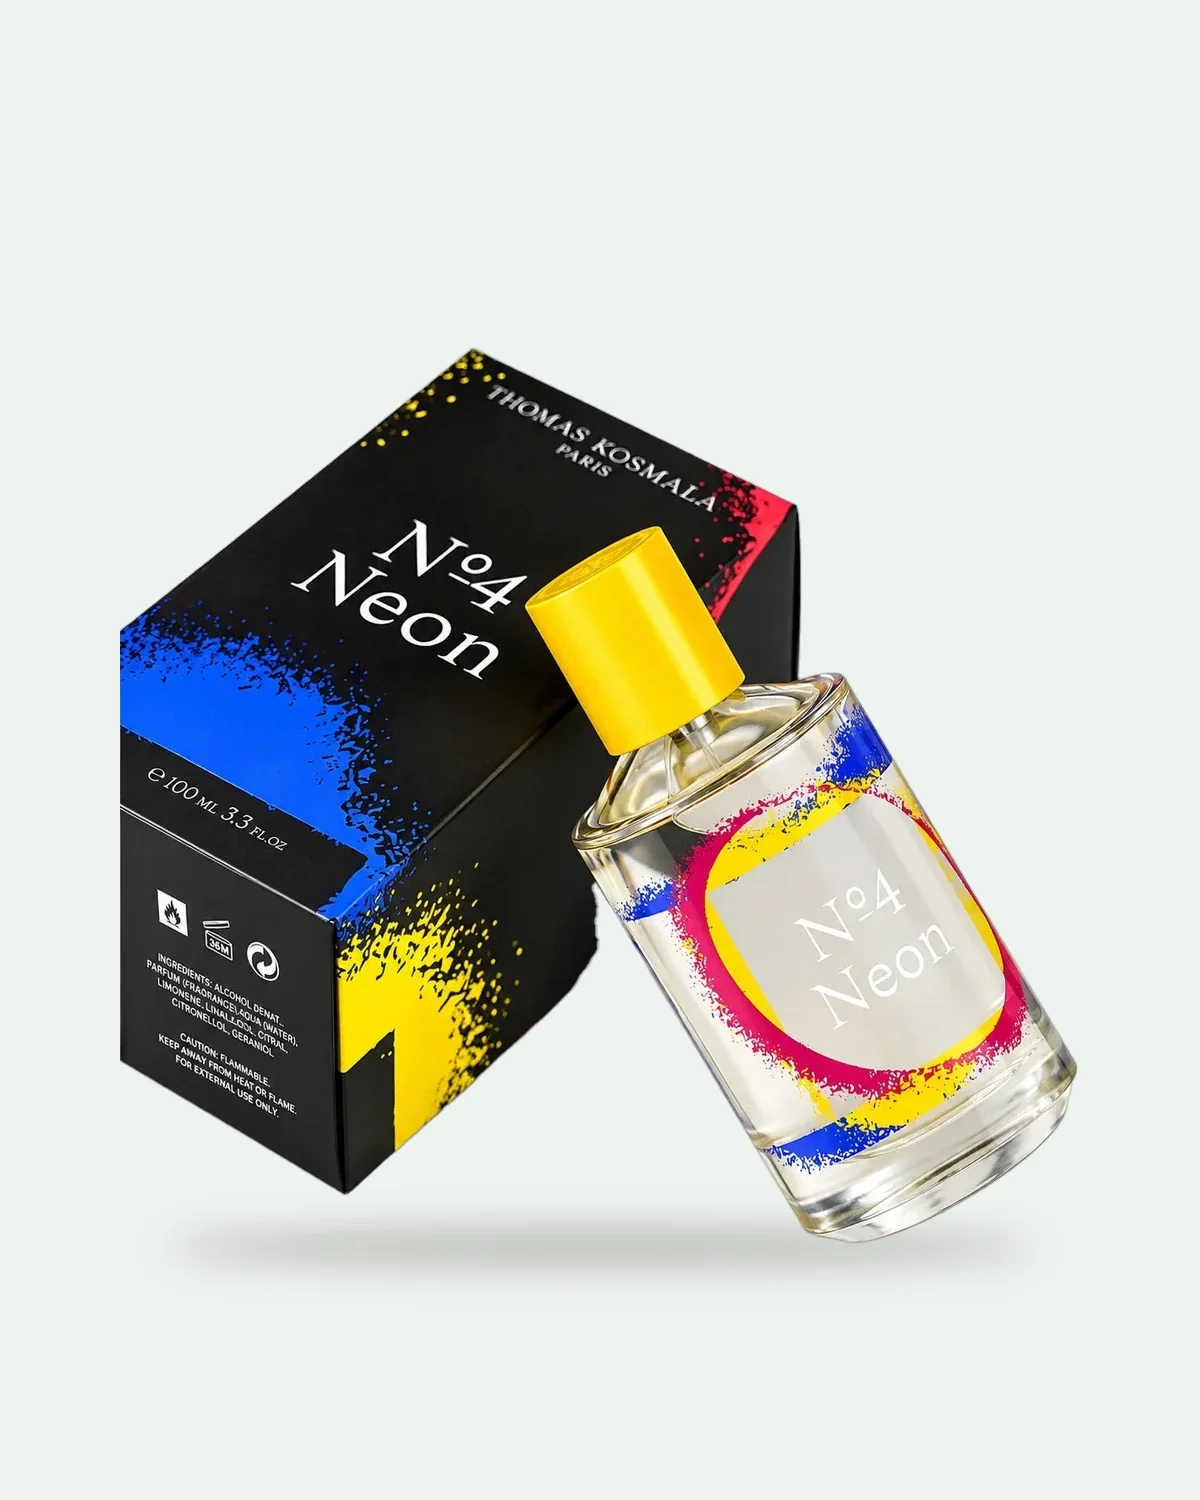 THOMAS KOSMALA
PARIS
Nº4
Neon
e 100 ML 3.3 FL.OZ
36M
INGREDIENTS: ALCOHOL DENAT.,
PARFUM (FRAGRANCE), AQUA (WATER),
LIMONENE, LINALOOL, CITRAL,
CITRONELLOL, GERANIOL
CAUTION: FLAMMABLE.
KEEP AWAY FROM HEAT OR FLAME.
FOR EXTERNAL USE ONLY.
Nº4
Neon